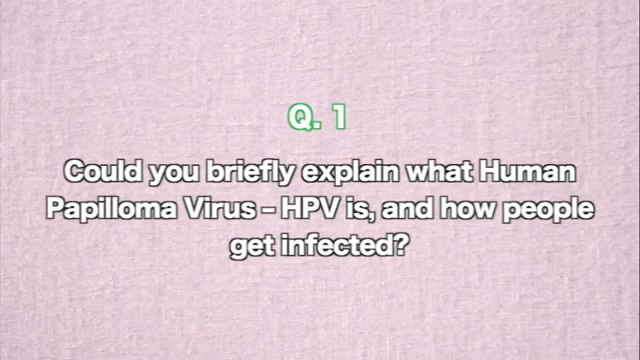 Q. 1
Could you briefly explain what Human
Papilloma Virus – HPV is, and how people
get infected?